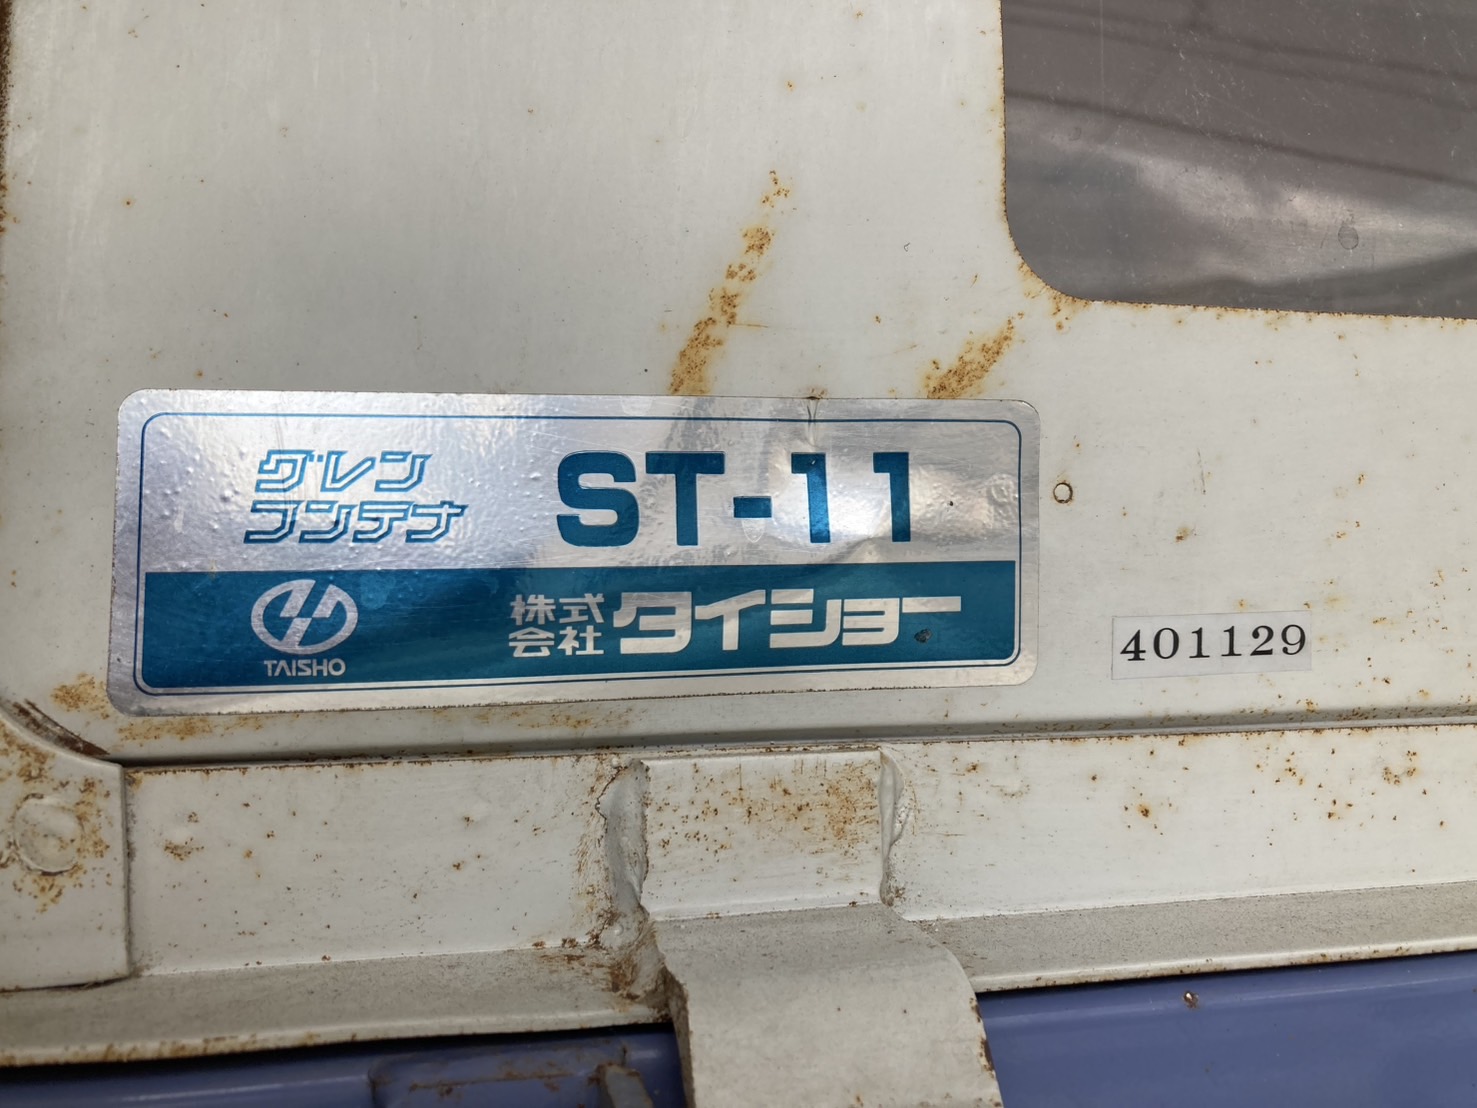 グレン
コンテナ
ST-11
TAISHO
株式
会社
タイショー
401129